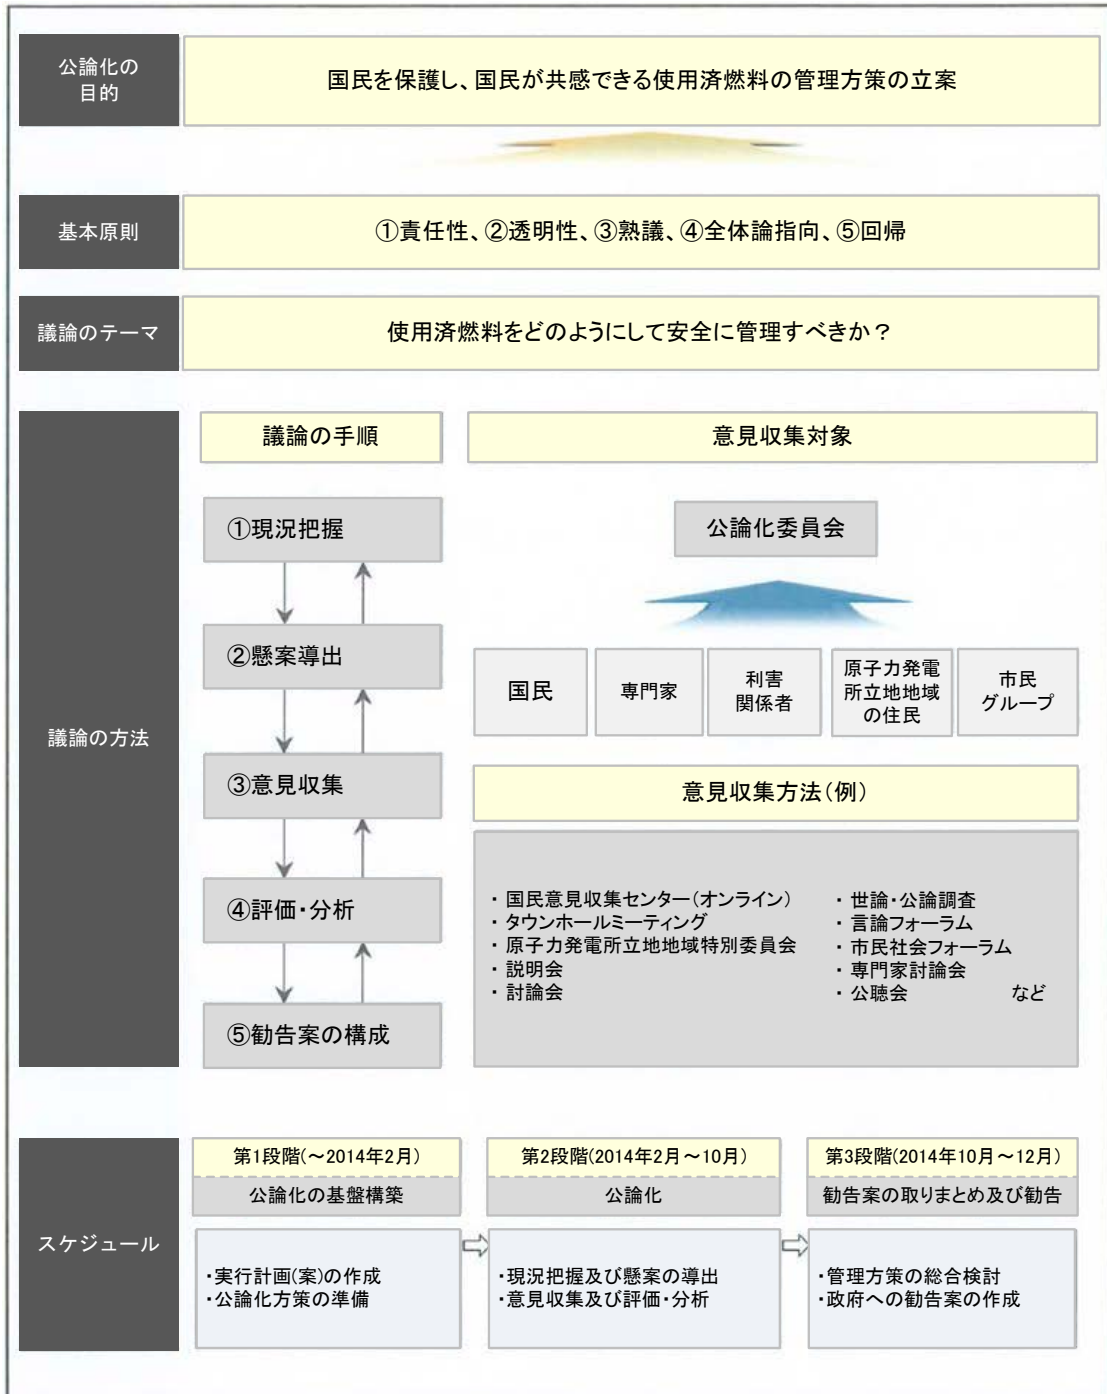 公論化の
目的
国民を保護し、国民が共感できる使用済燃料の管理方策の立案
基本原則
①責任性、②透明性、③熟議、④全体論指向、⑤回帰
議論のテーマ
使用済燃料をどのようにして安全に管理すべきか？
議論の方法
議論の手順
①現況把握
②懸案導出
③意見収集
④評価・分析
⑤勧告案の構成
意見収集対象
公論化委員会
国民
専門家
利害
関係者
原子力発電
所立地地域
の住民
市民
グループ
意見収集方法（例）
・国民意見収集センター（オンライン）
・タウンホールミーティング
・原子力発電所立地地域特別委員会
・説明会
・討論会
・世論・公論調査
・言論フォーラム
・市民社会フォーラム
・専門家討論会
・公聴会 など
スケジュール
第1段階(～2014年2月)
公論化の基盤構築
・実行計画(案)の作成
・公論化方策の準備
第2段階(2014年2月～10月)
公論化
・現況把握及び懸案の導出
・意見収集及び評価・分析
第3段階(2014年10月～12月)
勧告案の取りまとめ及び勧告
・管理方策の総合検討
・政府への勧告案の作成